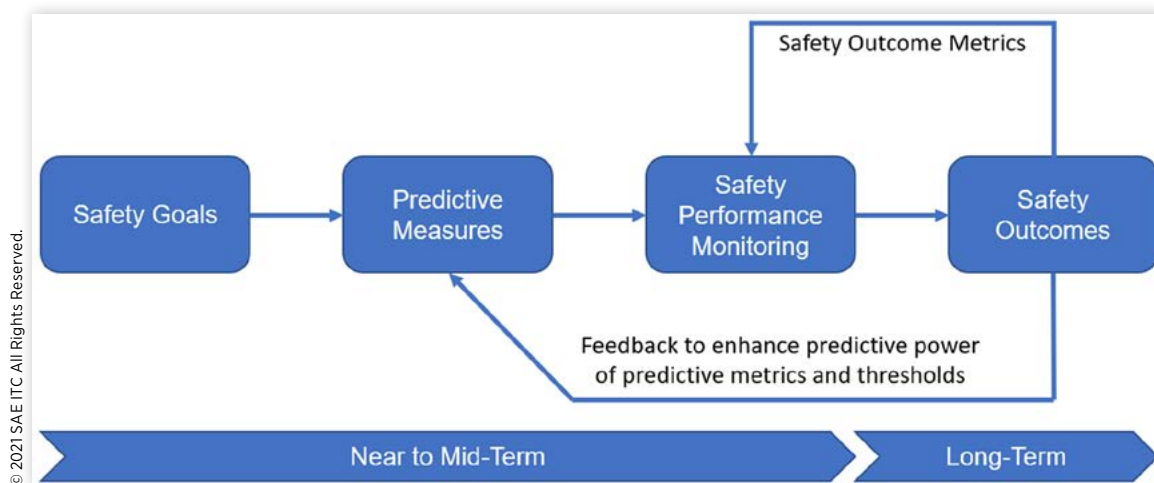 Safety Outcome Metrics
Safety Goals
Predictive
Measures
Safety
Performance
Monitoring
Safety
Outcomes
Feedback to enhance predictive power
of predictive metrics and thresholds
Near to Mid-Term
Long-Term
© 2021 SAE ITC All Rights Reserved.